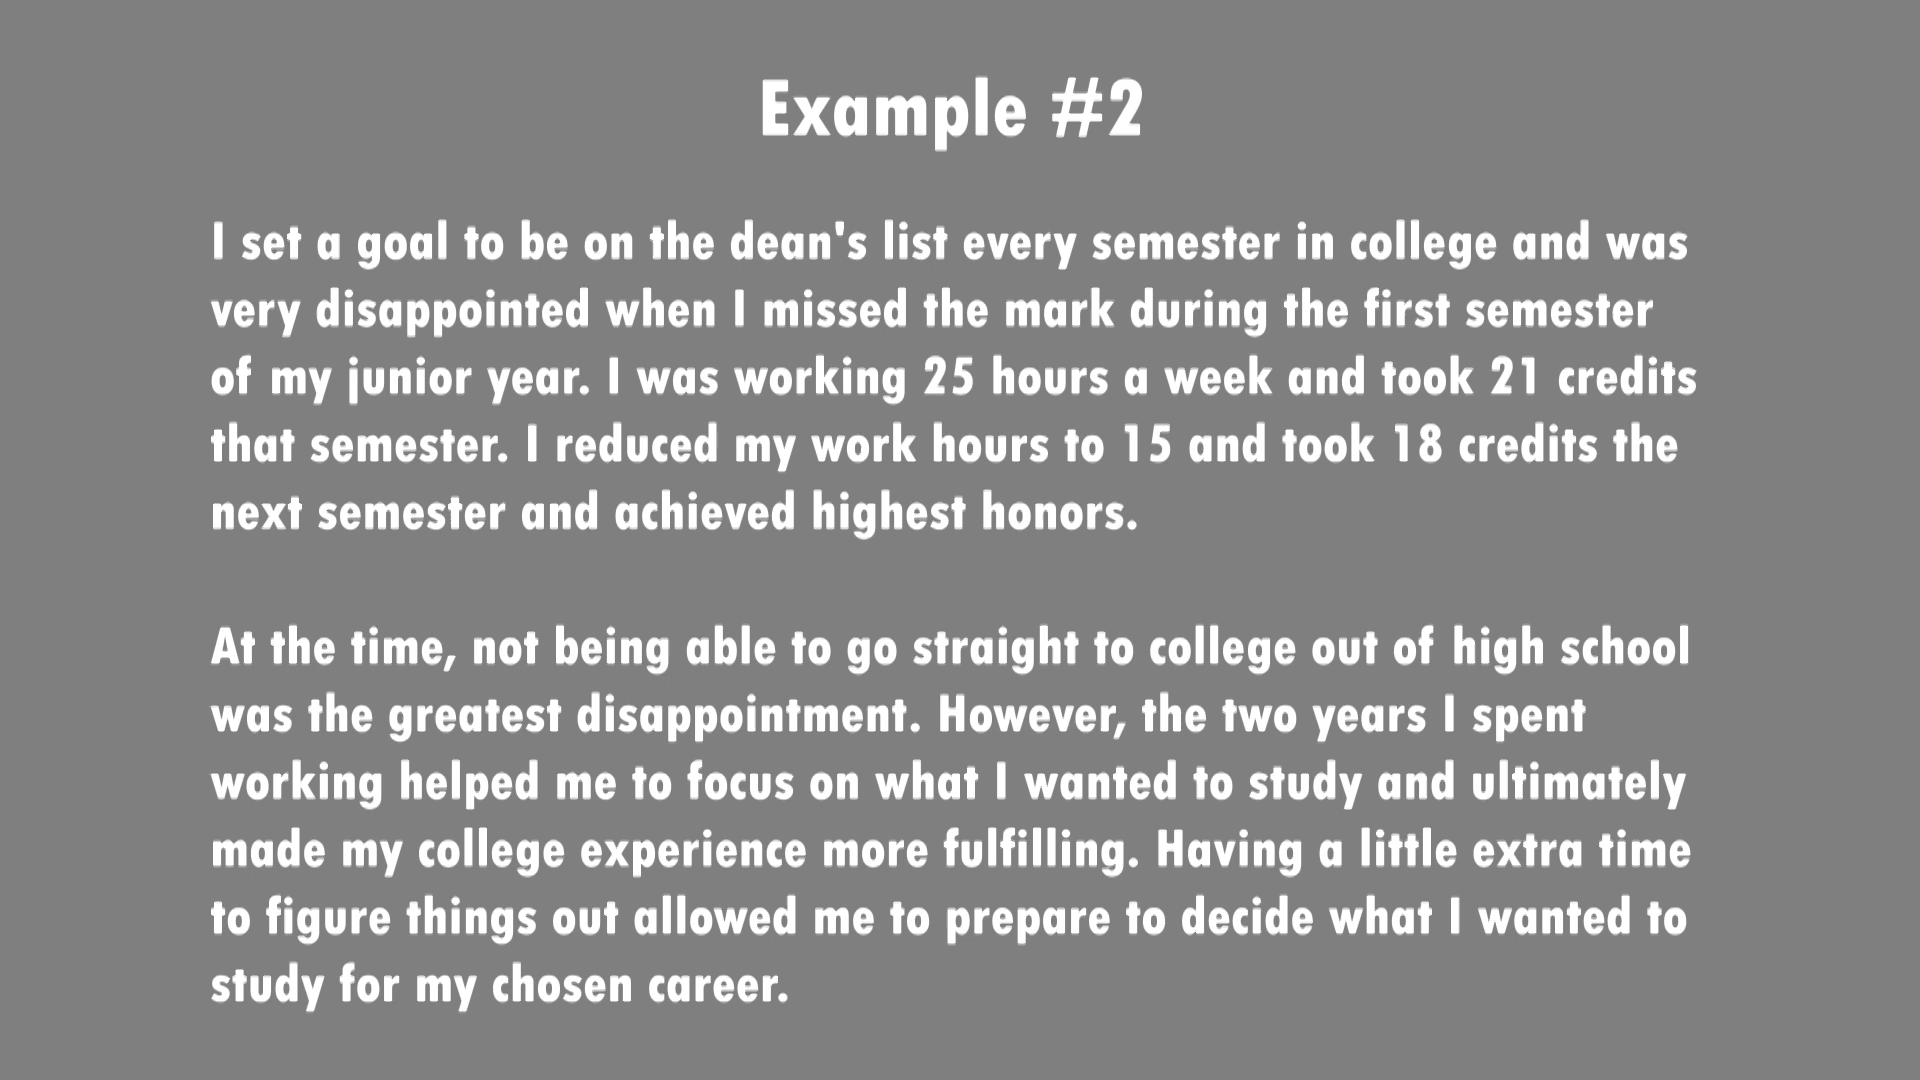 Example #2
I set a goal to be on the dean's list every semester in college and was
very disappointed when I missed the mark during the first semester
of my junior year. I was working 25 hours a week and took 21 credits
that semester. I reduced my work hours to 15 and took 18 credits the
next semester and achieved highest honors.
At the time, not being able to go straight to college out of high school
was the greatest disappointment. However, the two years I spent
working helped me to focus on what I wanted to study and ultimately
made my college experience more fulfilling. Having a little extra time
to figure things out allowed me to prepare to decide what I wanted to
study for my chosen career.